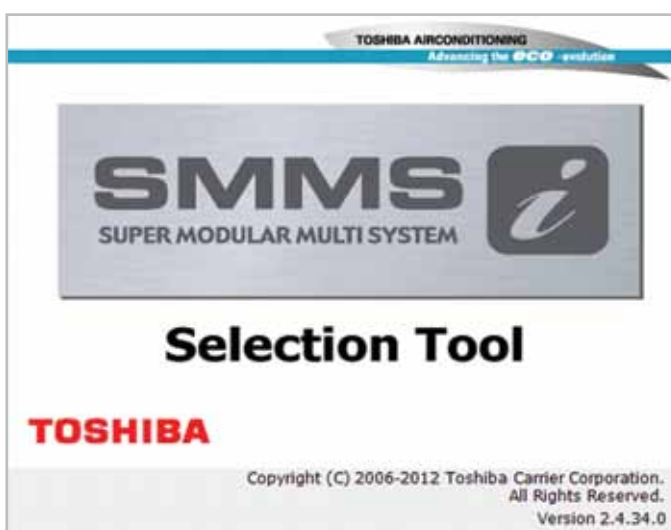 TOSHIBA AIRCONDITIONING
Advancing the eco-evolution
SMMS i
SUPER MODULAR MULTI SYSTEM
Selection Tool
TOSHIBA
Copyright (C) 2006-2012 Toshiba Carrier Corporation.
All Rights Reserved.
Version 2.4.34.0